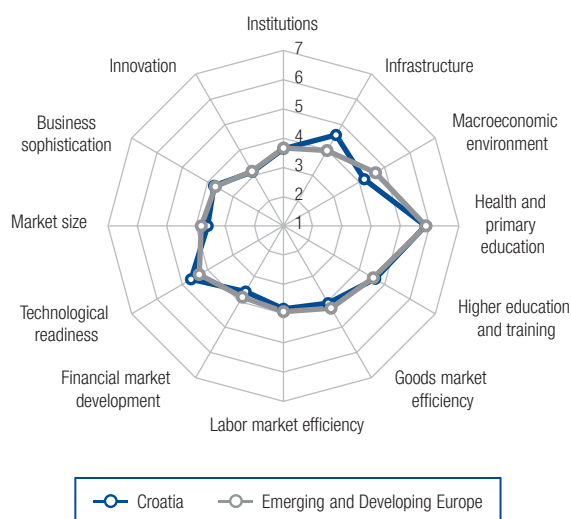 Institutions
Infrastructure
Macroeconomic
environment
Health and
primary
education
Higher education
and training
Goods market
efficiency
Labor market efficiency
Financial market
development
Technological
readiness
Market size
Business
sophistication
Innovation
7
6
5
4
3
2
1
Croatia
Emerging and Developing Europe